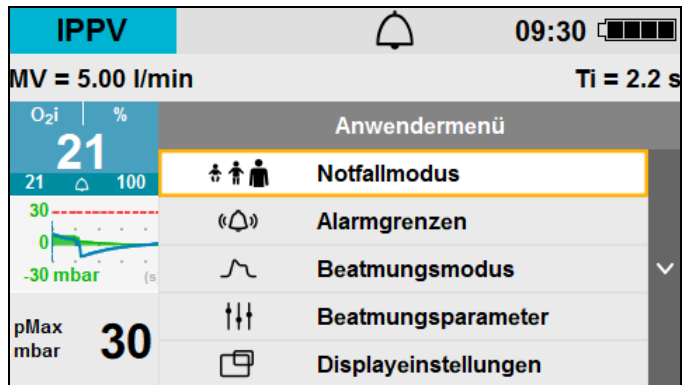 IPPV 09:30
MV = 5.00 l/min Ti = 2.2 s
O₂i %
21
21 100
Anwendermenü
Notfallmodus
Alarmgrenzen
Beatmungsmodus
Beatmungsparameter
Displayeinstellungen
30
0
-30 mbar (s
pMax
mbar 30